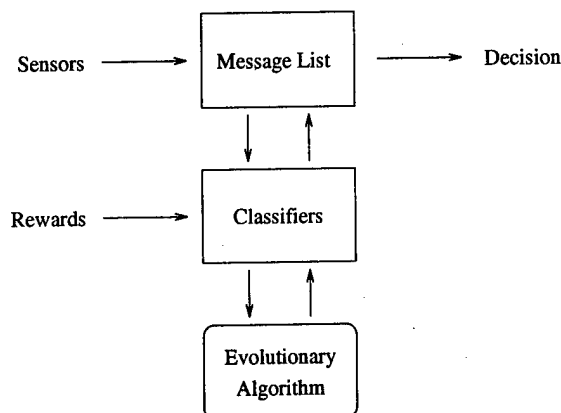 Sensors
Message List
Decision
Rewards
Classifiers
Evolutionary
Algorithm